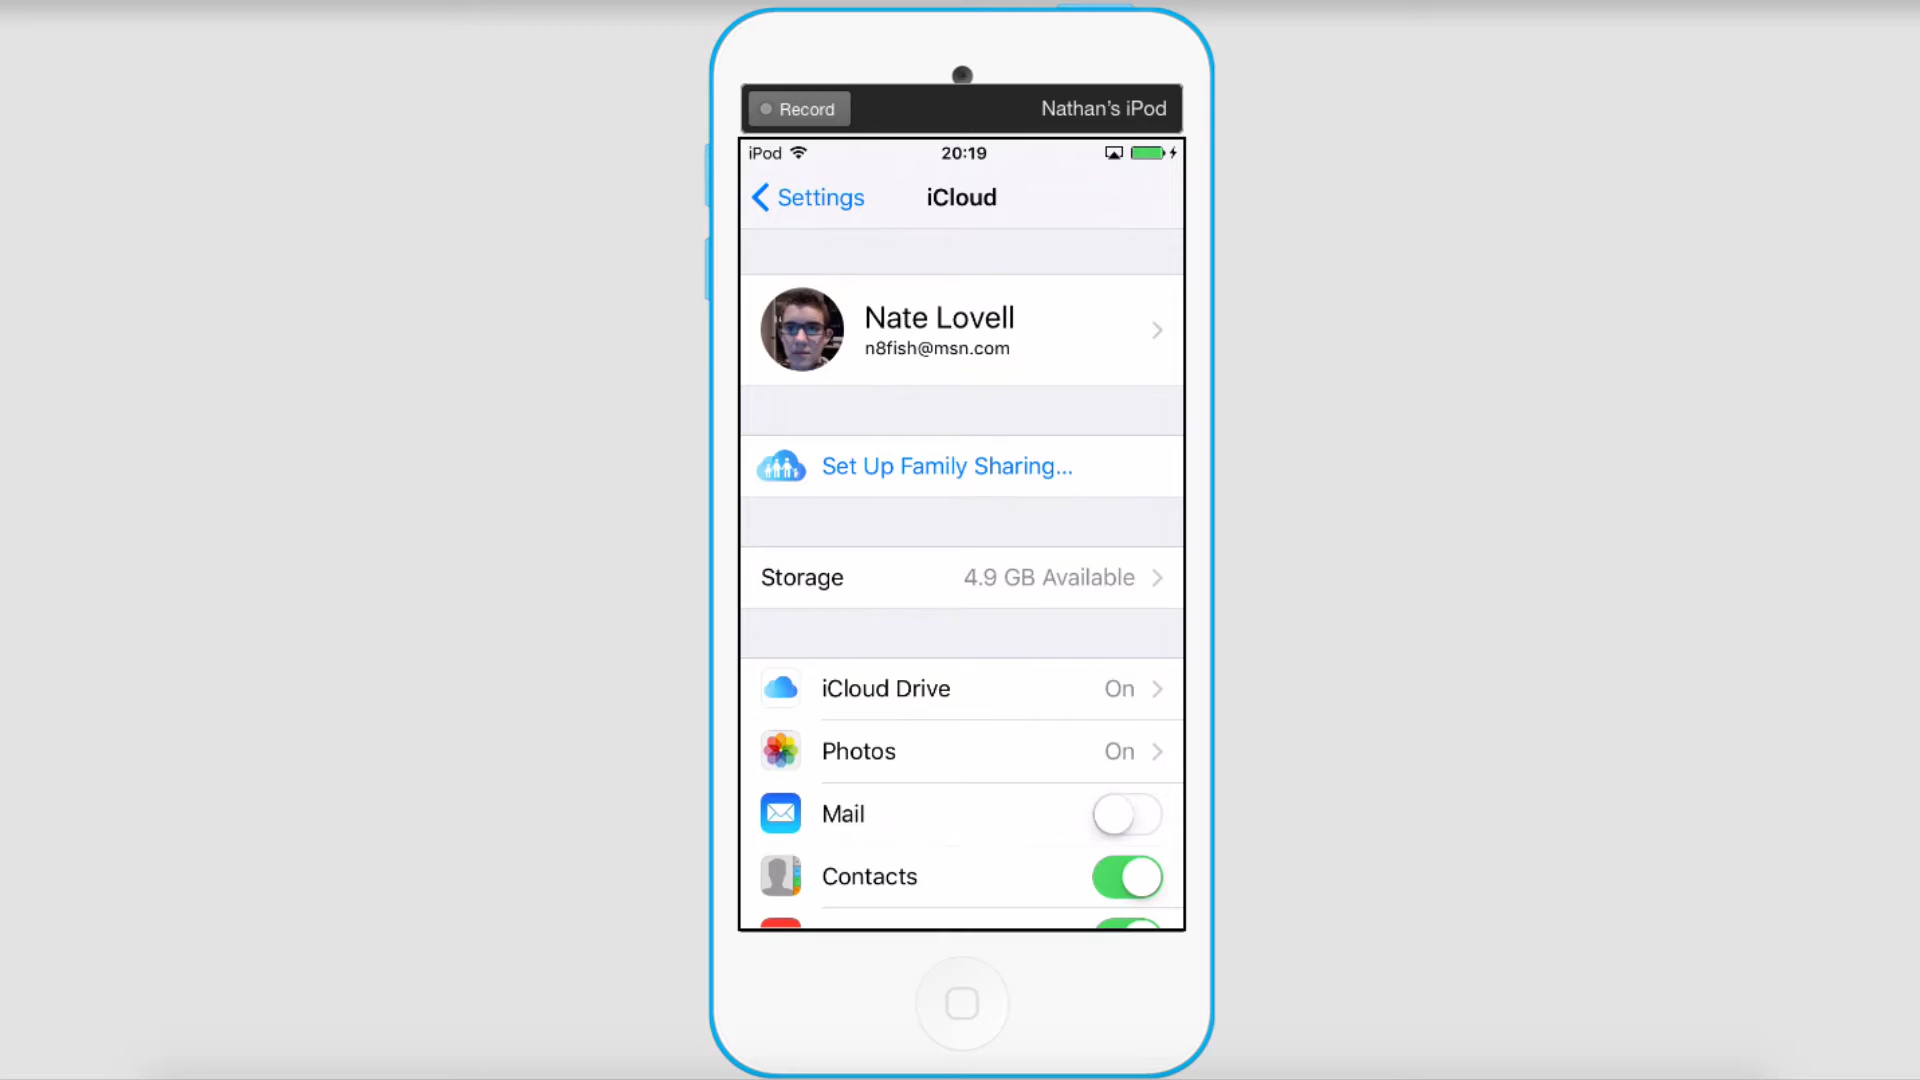 Record
Nathan’s iPod
iPod
20:19
Settings
iCloud
Nate Lovell
n8fish@msn.com
Set Up Family Sharing...
Storage
4.9 GB Available
iCloud Drive
On
Photos
On
Mail
Contacts